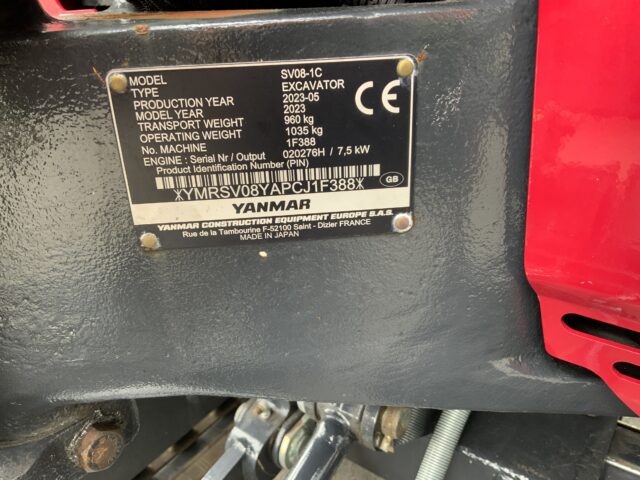 MODEL SV08-1C
TYPE EXCAVATOR
PRODUCTION YEAR 2023-05
MODEL YEAR 2023
TRANSPORT WEIGHT 960 kg
OPERATING WEIGHT 1035 kg
No. MACHINE 1F388
ENGINE : Serial Nr / Output 020276H / 7,5 kW
Product Identification Number (PIN)
CE
*YMRSV08YAPCJ1F388*
GB
YANMAR
YANMAR CONSTRUCTION EQUIPMENT EUROPE S.A.S.
Rue de la Tambourine F-52100 Saint - Dizier FRANCE
MADE IN JAPAN